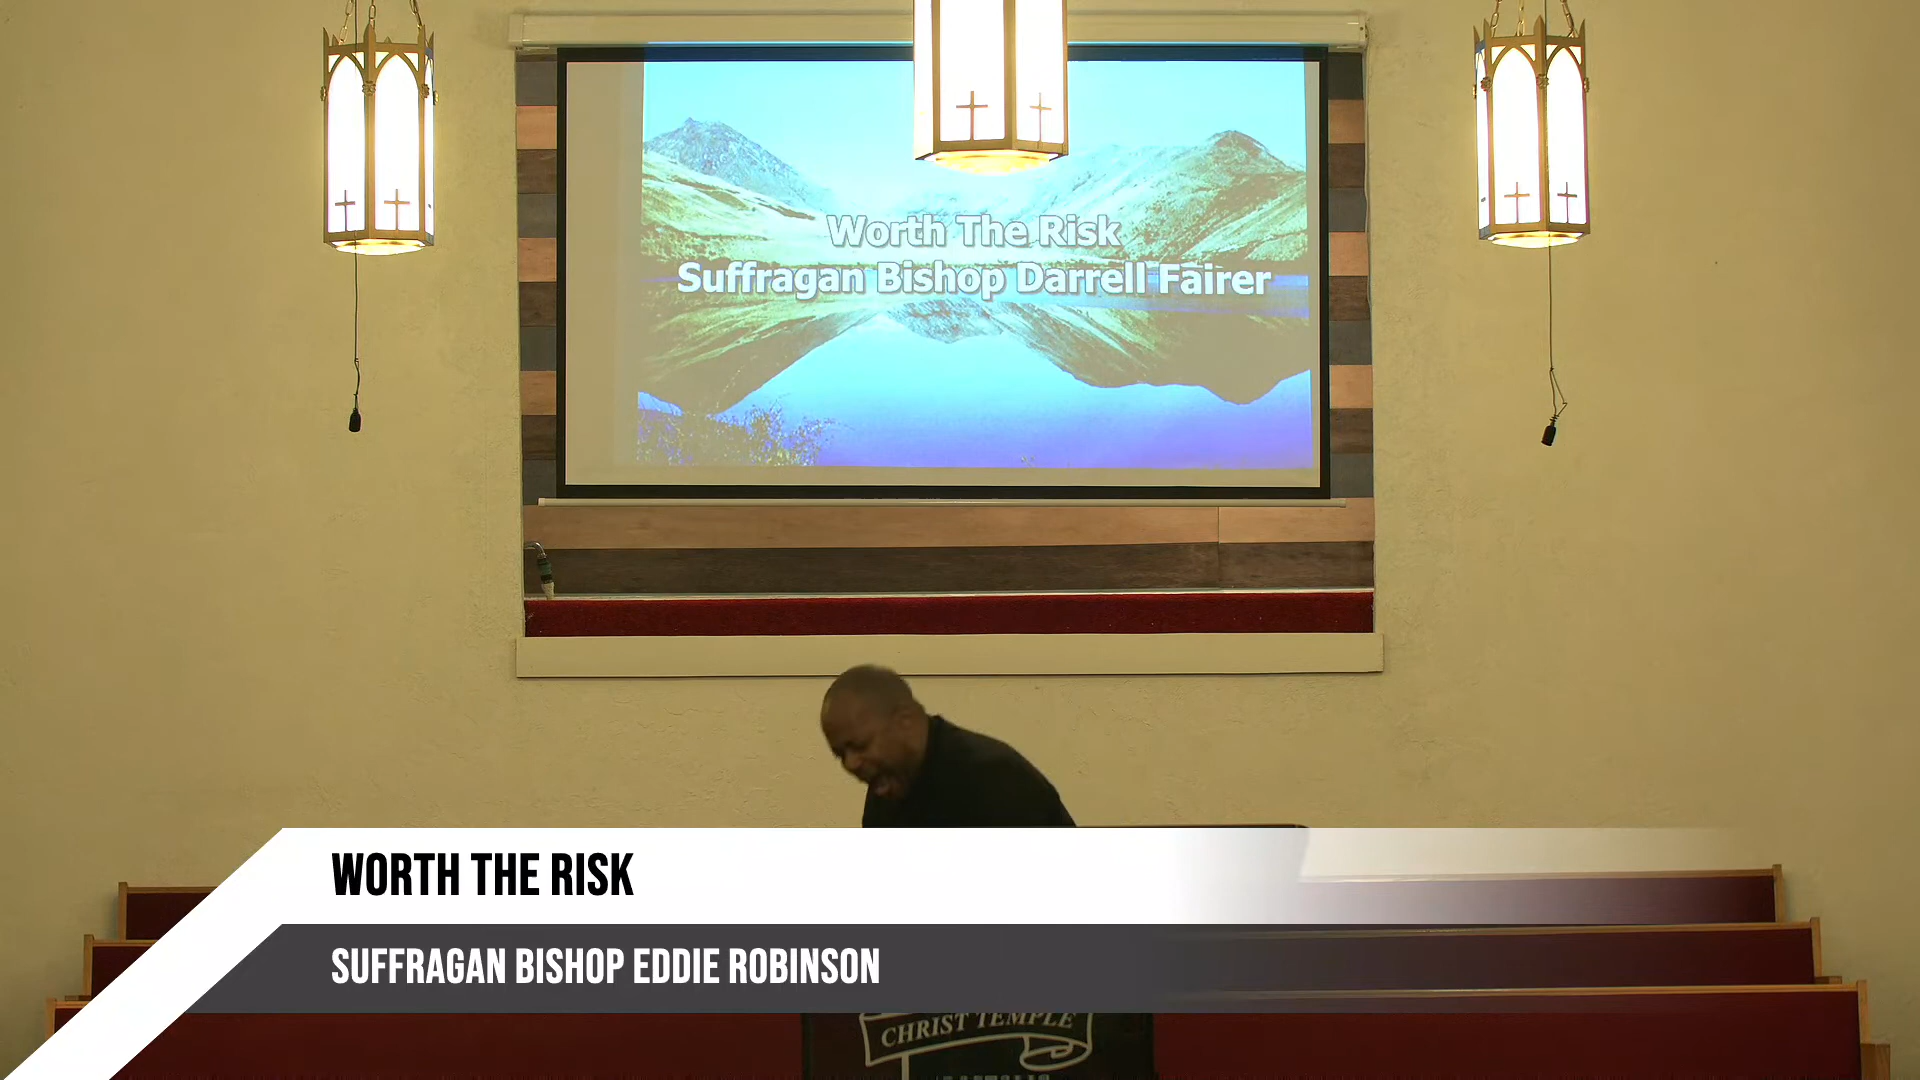 Worth The Risk
Suffragan Bishop Darrell Fairer
WORTH THE RISK
SUFFRAGAN BISHOP EDDIE ROBINSON
CHRIST TEMPLE